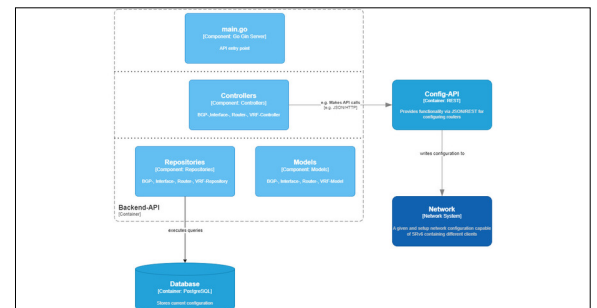 main.go
[Component: Go Gin Server]
API entry point
Controllers
[Component: Controllers]
BGP-, Interface-, Router-, VRF-Controller
e.g. Makes API calls
[e.g. JSON/HTTP]
Config-API
[Container: REST]
Provides functionality via JSON/REST for
configuring routers
Repositories
[Component: Repositories]
BGP-, Interface-, Router-, VRF-Repository
Models
[Component: Models]
BGP-, Interface-, Router-, VRF-Model
writes configuration to
Backend-API
[Container]
Network
[Network System]
A given and setup network configuration capable
of SRv6 containing different clients
executes queries
Database
[Container: PostgreSQL]
Stores current configuration